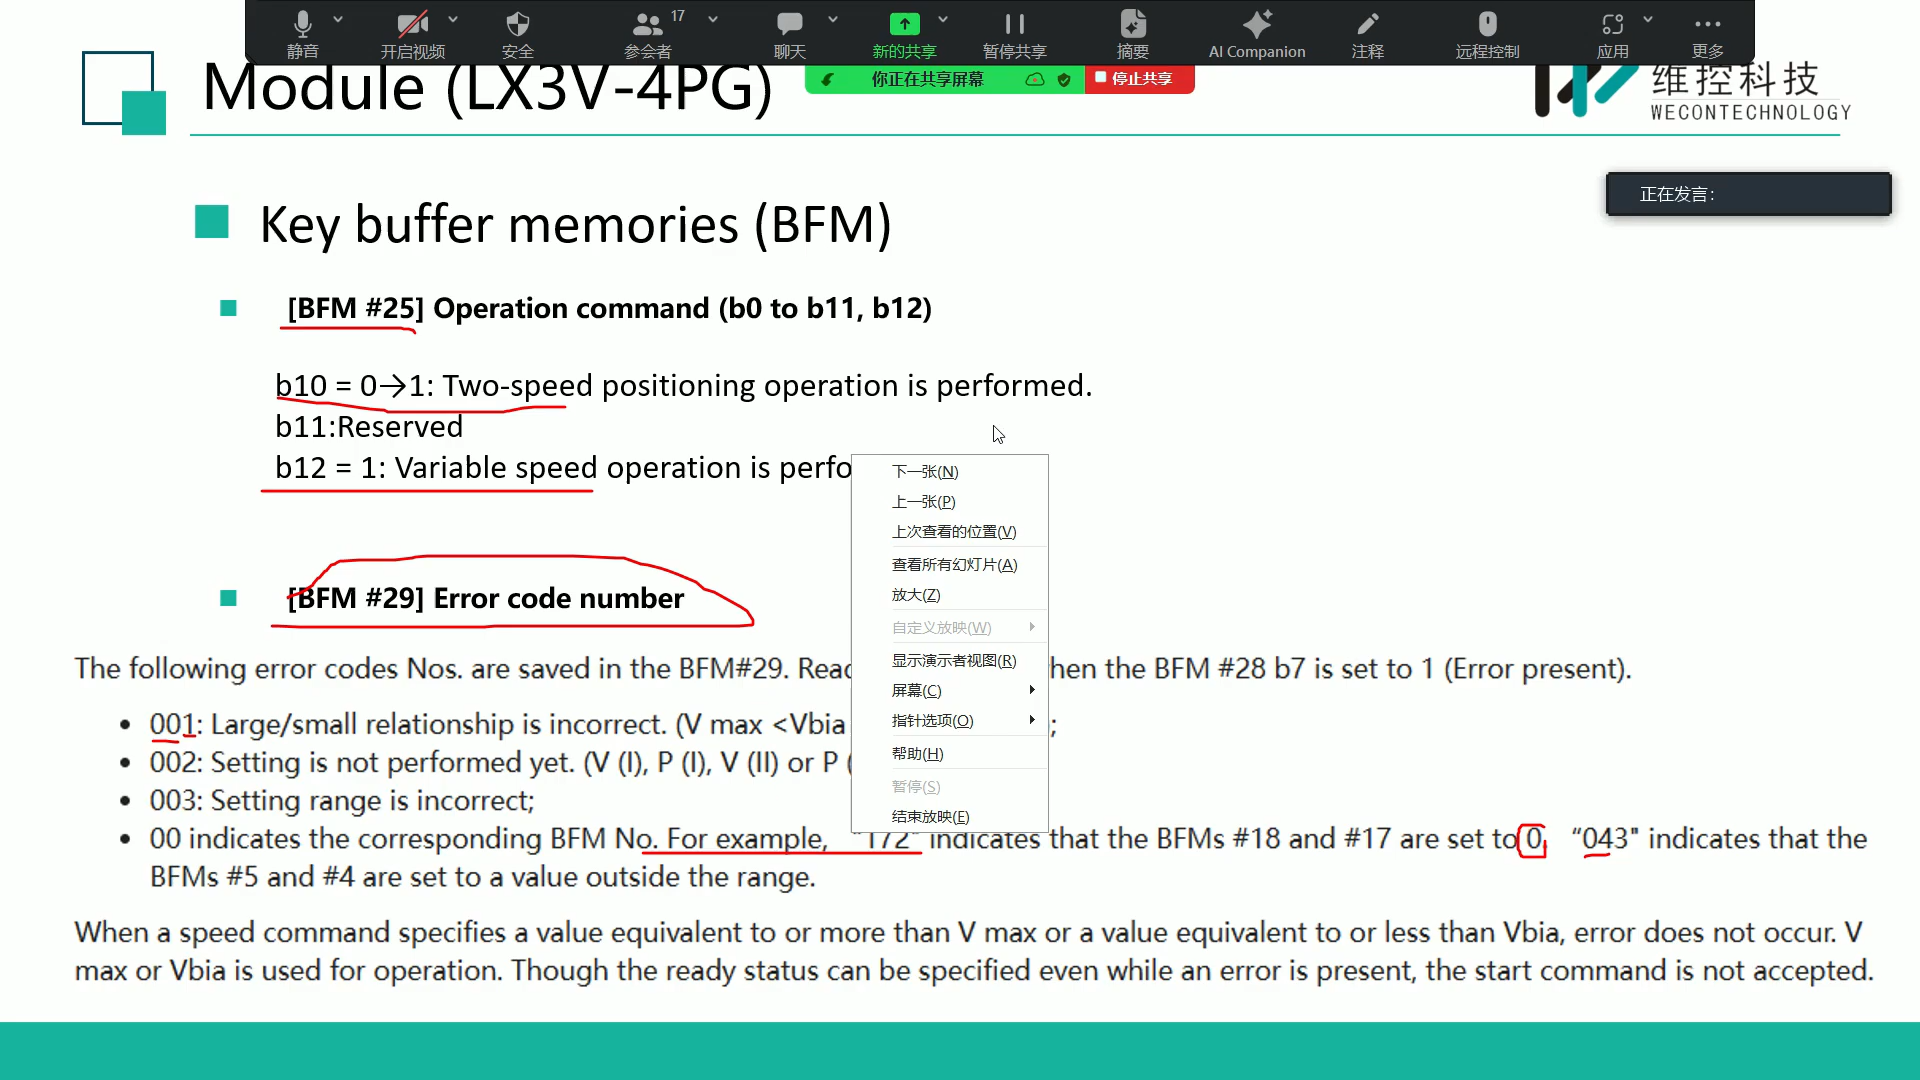 静音
开启视频
安全
17
参会者
聊天
新的共享
暂停共享
摘要
AI Companion
注释
远程控制
应用
更多
你正在共享屏幕
停止共享
Module (LX3V-4PG)
维控科技
WECONTECHNOLOGY
正在发言:
Key buffer memories (BFM)
[BFM #25] Operation command (b0 to b11, b12)
b10 = 0→1: Two-speed positioning operation is performed.
b11:Reserved
b12 = 1: Variable speed operation is perfo
下一张(N)
上一张(P)
上次查看的位置(V)
查看所有幻灯片(A)
放大(Z)
自定义放映(W)
显示演示者视图(R)
屏幕(C)
指针选项(O)
帮助(H)
暂停(S)
结束放映(E)
[BFM #29] Error code number
The following error codes Nos. are saved in the BFM#29. Read hen the BFM #28 b7 is set to 1 (Error present).
• 001: Large/small relationship is incorrect. (V max <Vbia ;
• 002: Setting is not performed yet. (V (I), P (I), V (II) or P (
• 003: Setting range is incorrect;
• 00 indicates the corresponding BFM No. For example, "172" indicates that the BFMs #18 and #17 are set to 0, “043" indicates that the
BFMs #5 and #4 are set to a value outside the range.
When a speed command specifies a value equivalent to or more than V max or a value equivalent to or less than Vbia, error does not occur. V
max or Vbia is used for operation. Though the ready status can be specified even while an error is present, the start command is not accepted.